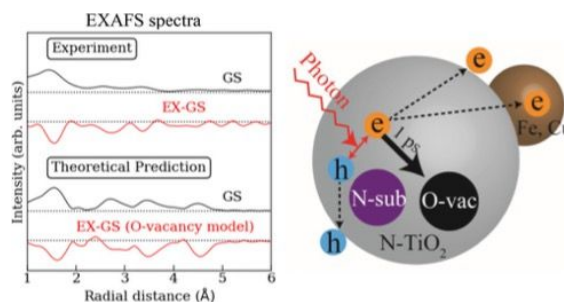 EXAFS spectra
Intensity (arb. units)
Experiment
GS
EX-GS
Theoretical Prediction
GS
EX-GS (O-vacancy model)
1 2 3 4 5 6
Radial distance (Å)
Photon
e
e
e
Fe, Cu
1 ps
h
N-sub
O-vac
h
N-TiO₂